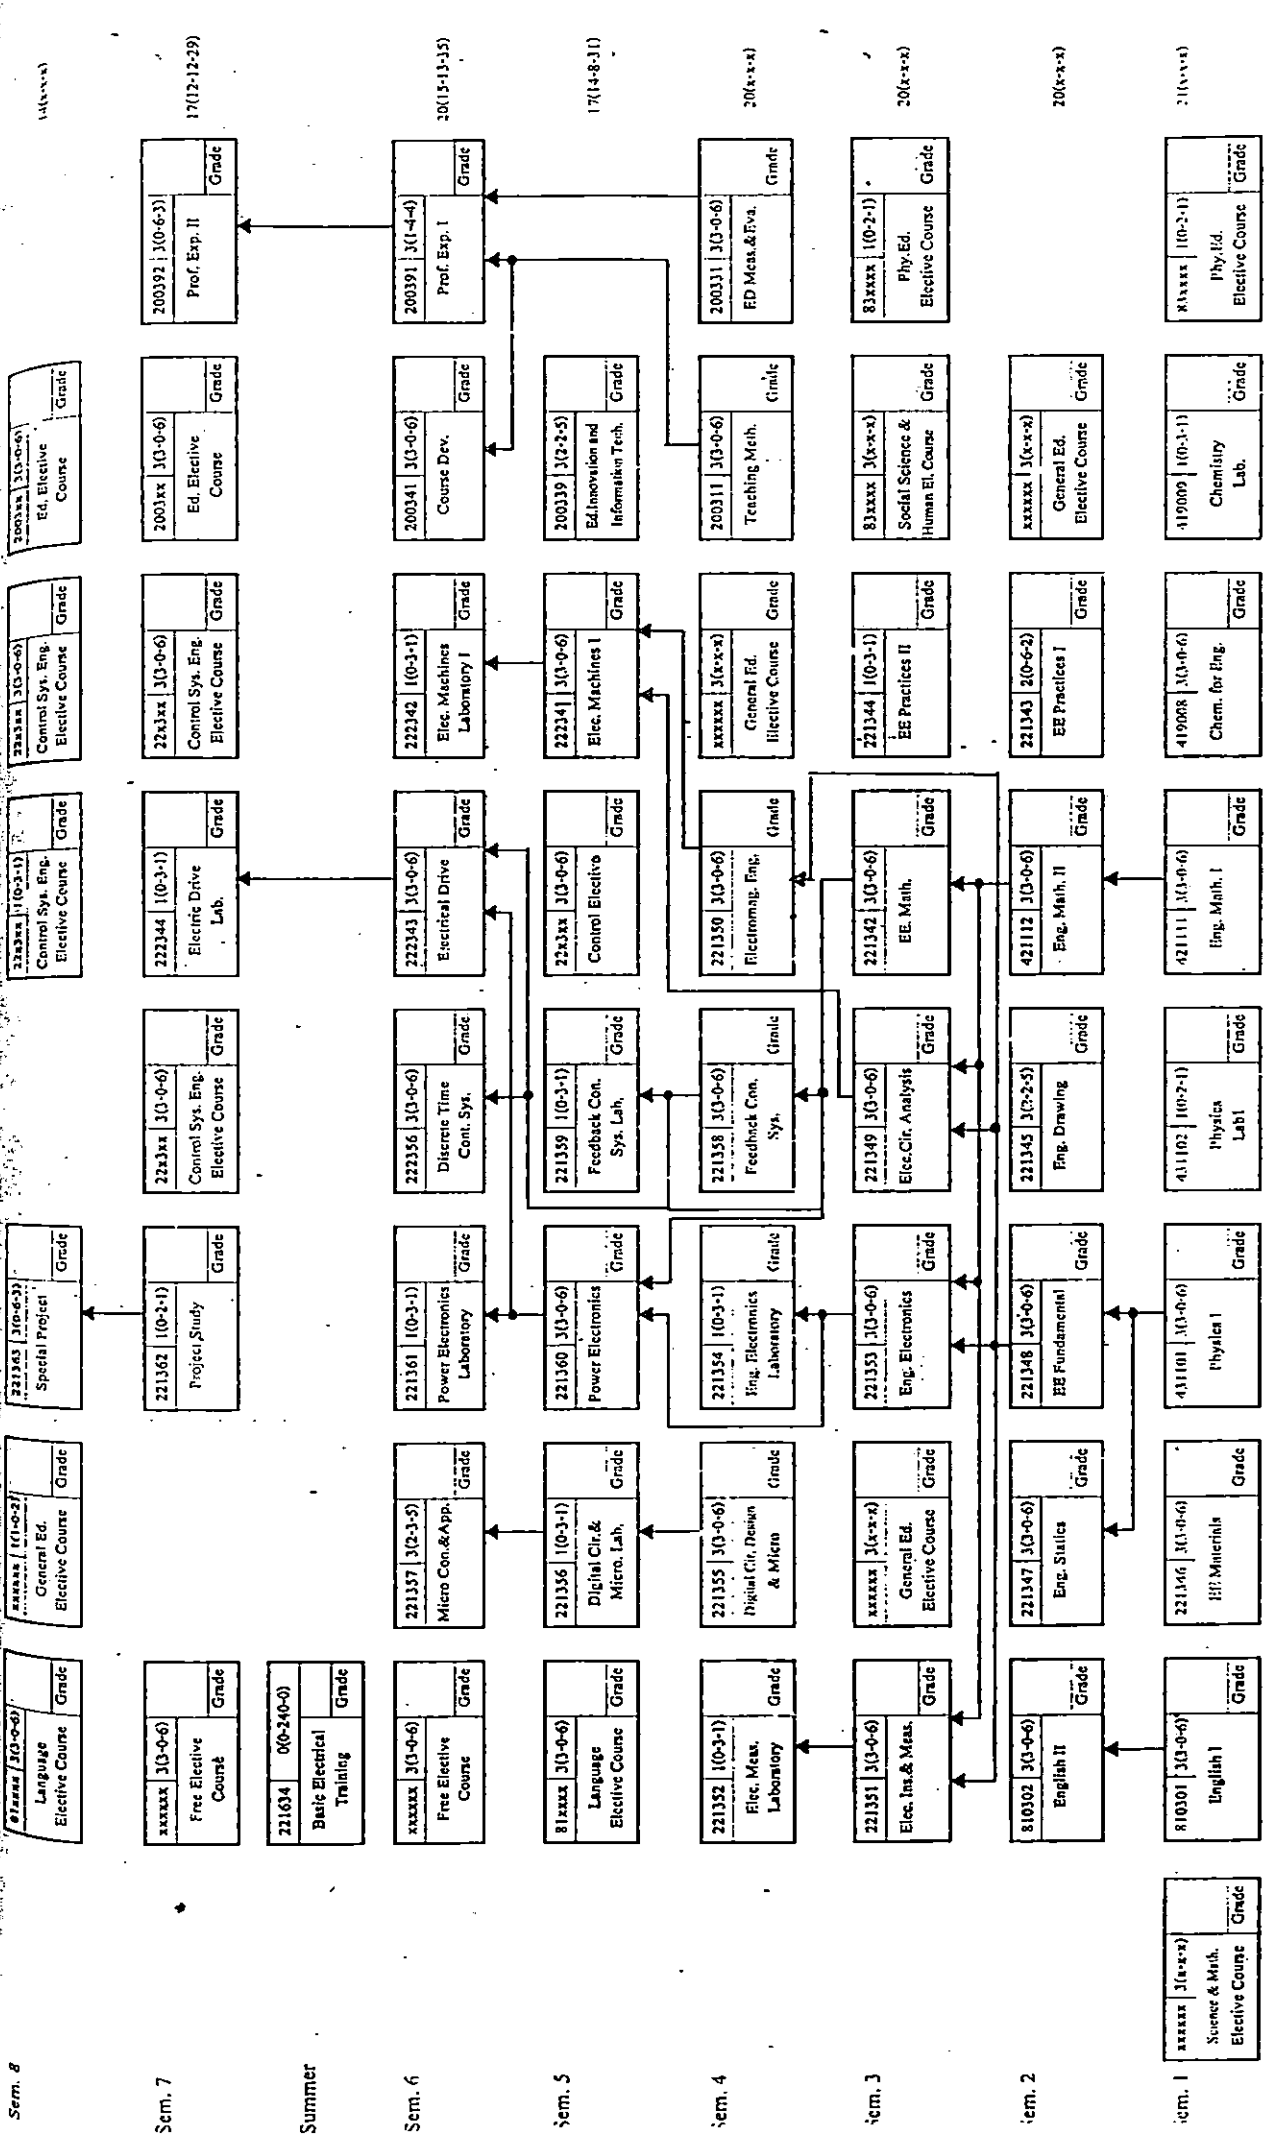 Sem. 8
81xxxx 3(3-0-6)
Language
Elective Course
Grade
xxxxxx 1(1-0-2)
General Ed.
Elective Course
Grade
221363 3(0-6-3)
Special Project
Grade
22x3xx 1(0-3-1)
Control Sys. Eng.
Elective Course
Grade
22x3xx 3(3-0-6)
Control Sys. Eng.
Elective Course
Grade
2003xx 3(3-0-6)
Ed. Elective
Course
Grade
14(x-x-x)
Sem. 7
xxxxxx 3(3-0-6)
Free Elective
Course
Grade
221362 1(0-2-1)
Project Study
Grade
22x3xx 3(3-0-6)
Control Sys. Eng.
Elective Course
Grade
222344 1(0-3-1)
Electric Drive
Lab.
Grade
22x3xx 3(3-0-6)
Control Sys. Eng.
Elective Course
Grade
2003xx 3(3-0-6)
Ed. Elective
Course
Grade
200392 3(0-6-3)
Prof. Exp. II
Grade
17(12-12-29)
Summer
221634 0(0-240-0)
Basic Electrical
Training
Grade
Sem. 6
xxxxxx 3(3-0-6)
Free Elective
Course
Grade
221357 3(2-3-5)
Micro Con.&App.
Grade
221361 1(0-3-1)
Power Electronics
Laboratory
Grade
222356 3(3-0-6)
Discrete Time
Cont. Sys.
Grade
222343 3(3-0-6)
Electrical Drive
Grade
222342 1(0-3-1)
Elec. Machines
Laboratory I
Grade
200341 3(3-0-6)
Course Dev.
Grade
200391 3(1-4-4)
Prof. Exp. I
Grade
20(15-13-35)
Sem. 5
81xxxx 3(3-0-6)
Language
Elective Course
Grade
221356 1(0-3-1)
Digital Cir.&
Micro. Lab.
Grade
221360 3(3-0-6)
Power Electronics
Grade
221359 1(0-3-1)
Feedback Con.
Sys. Lab.
Grade
22x3xx 3(3-0-6)
Control Elective
Grade
222341 3(3-0-6)
Elec. Machines I
Grade
200339 3(2-2-5)
Ed.Innovation and
Information Tech.
Grade
17(14-8-31)
Sem. 4
221352 1(0-3-1)
Elec. Meas.
Laboratory
Grade
221355 3(3-0-6)
Digital Cir. Design
& Micro
Grade
221354 1(0-3-1)
Eng. Electronics
Laboratory
Grade
221358 3(3-0-6)
Feedback Con.
Sys.
Grade
221350 3(3-0-6)
Electromag. Eng.
Grade
xxxxxx 3(x-x-x)
General Ed.
Elective Course
Grade
200311 3(3-0-6)
Teaching Meth.
Grade
200331 3(3-0-6)
ED Meas.&Eva.
Grade
20(x-x-x)
Sem. 3
221351 3(3-0-6)
Elec. Ins.& Meas.
Grade
xxxxxx 3(x-x-x)
General Ed.
Elective Course
Grade
221353 3(3-0-6)
Eng. Electronics
Grade
221349 3(3-0-6)
Elec.Cir. Analysis
Grade
221342 3(3-0-6)
EE. Math.
Grade
221344 1(0-3-1)
EE Practices II
Grade
83xxxx 3(x-x-x)
Social Science &
Human El. Course
Grade
83xxxx 1(0-2-1)
Phy.Ed.
Elective Course
Grade
20(x-x-x)
Sem. 2
810302 3(3-0-6)
English II
Grade
221347 3(3-0-6)
Eng. Statics
Grade
221348 3(3-0-6)
EE Fundamental
Grade
221345 3(2-2-5)
Eng. Drawing
Grade
421112 3(3-0-6)
Eng. Math. II
Grade
221343 2(0-6-2)
EE Practices I
Grade
xxxxxx 3(x-x-x)
General Ed.
Elective Course
Grade
20(x-x-x)
Sem. 1
xxxxxx 3(x-x-x)
Science & Math.
Elective Course
Grade
810301 3(3-0-6)
English I
Grade
221346 3(3-0-6)
EE Materials
Grade
431101 3(3-0-6)
Physics I
Grade
431102 1(0-2-1)
Physics
Lab1
Grade
421111 3(3-0-6)
Eng. Math. I
Grade
419008 3(3-0-6)
Chem. for Eng.
Grade
419009 1(0-3-1)
Chemistry
Lab.
Grade
83xxxx 1(0-2-1)
Phy.Ed.
Elective Course
Grade
21(x-x-x)